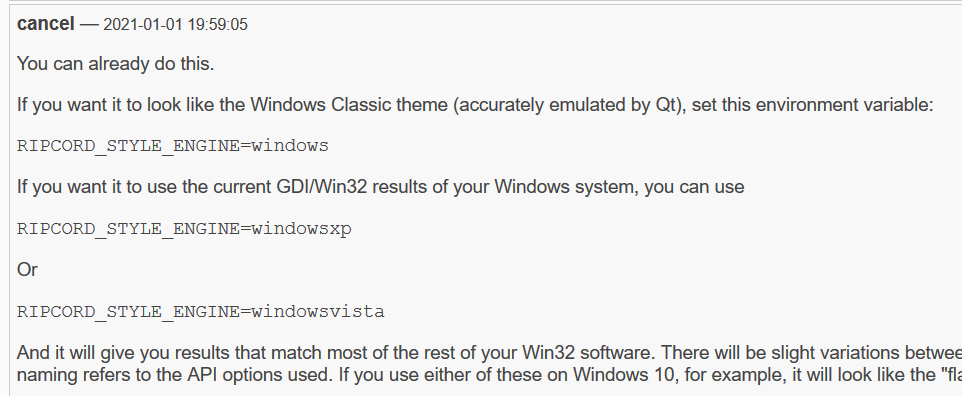 cancel — 2021-01-01 19:59:05
You can already do this.
If you want it to look like the Windows Classic theme (accurately emulated by Qt), set this environment variable:
RIPCORD_STYLE_ENGINE=windows
If you want it to use the current GDI/Win32 results of your Windows system, you can use
RIPCORD_STYLE_ENGINE=windowsxp
Or
RIPCORD_STYLE_ENGINE=windowsvista
And it will give you results that match most of the rest of your Win32 software. There will be slight variations
naming refers to the API options used. If you use either of these on Windows 10, for example, it will look like the